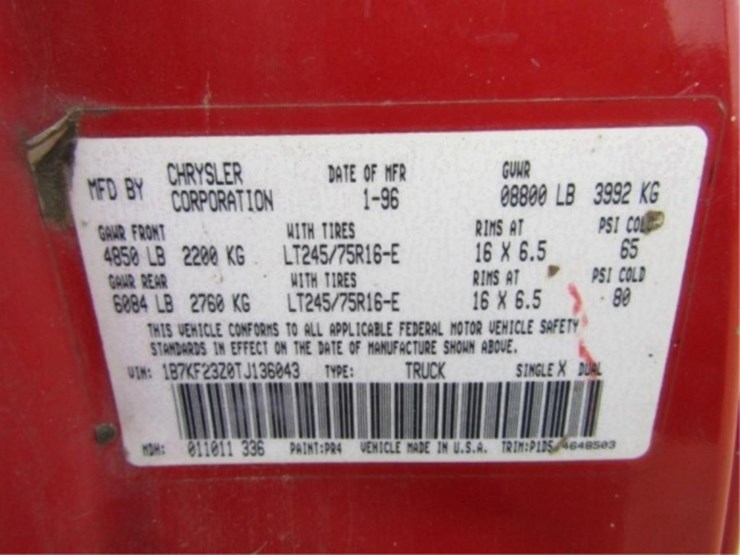 MFD BY CHRYSLER CORPORATION DATE OF MFR 1-96 GVWR 08800 LB 3992 KG
GAWR FRONT WITH TIRES RIMS AT PSI COLD
4850 LB 2200 KG LT245/75R16-E 16 X 6.5 65
GAWR REAR WITH TIRES RIMS AT PSI COLD
6084 LB 2760 KG LT245/75R16-E 16 X 6.5 80
THIS VEHICLE CONFORMS TO ALL APPLICABLE FEDERAL MOTOR VEHICLE SAFETY
STANDARDS IN EFFECT ON THE DATE OF MANUFACTURE SHOWN ABOVE.
VIN: 1B7KF23Z0TJ136043 TYPE: TRUCK SINGLE X DUAL
MDH: 011011 336 PAINT:PR4 VEHICLE MADE IN U.S.A. TRIM:P1D5 4648503